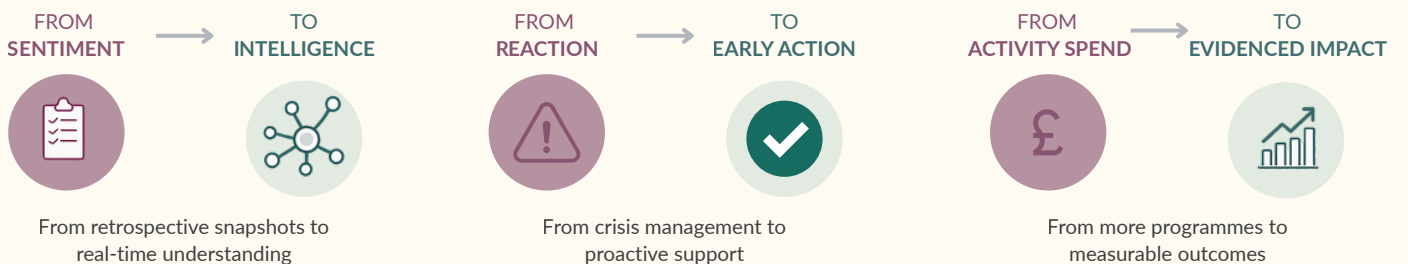 FROM
SENTIMENT
TO
INTELLIGENCE
From retrospective snapshots to
real-time understanding
FROM
REACTION
TO
EARLY ACTION
From crisis management to
proactive support
FROM
ACTIVITY SPEND
TO
EVIDENCED IMPACT
£
From more programmes to
measurable outcomes